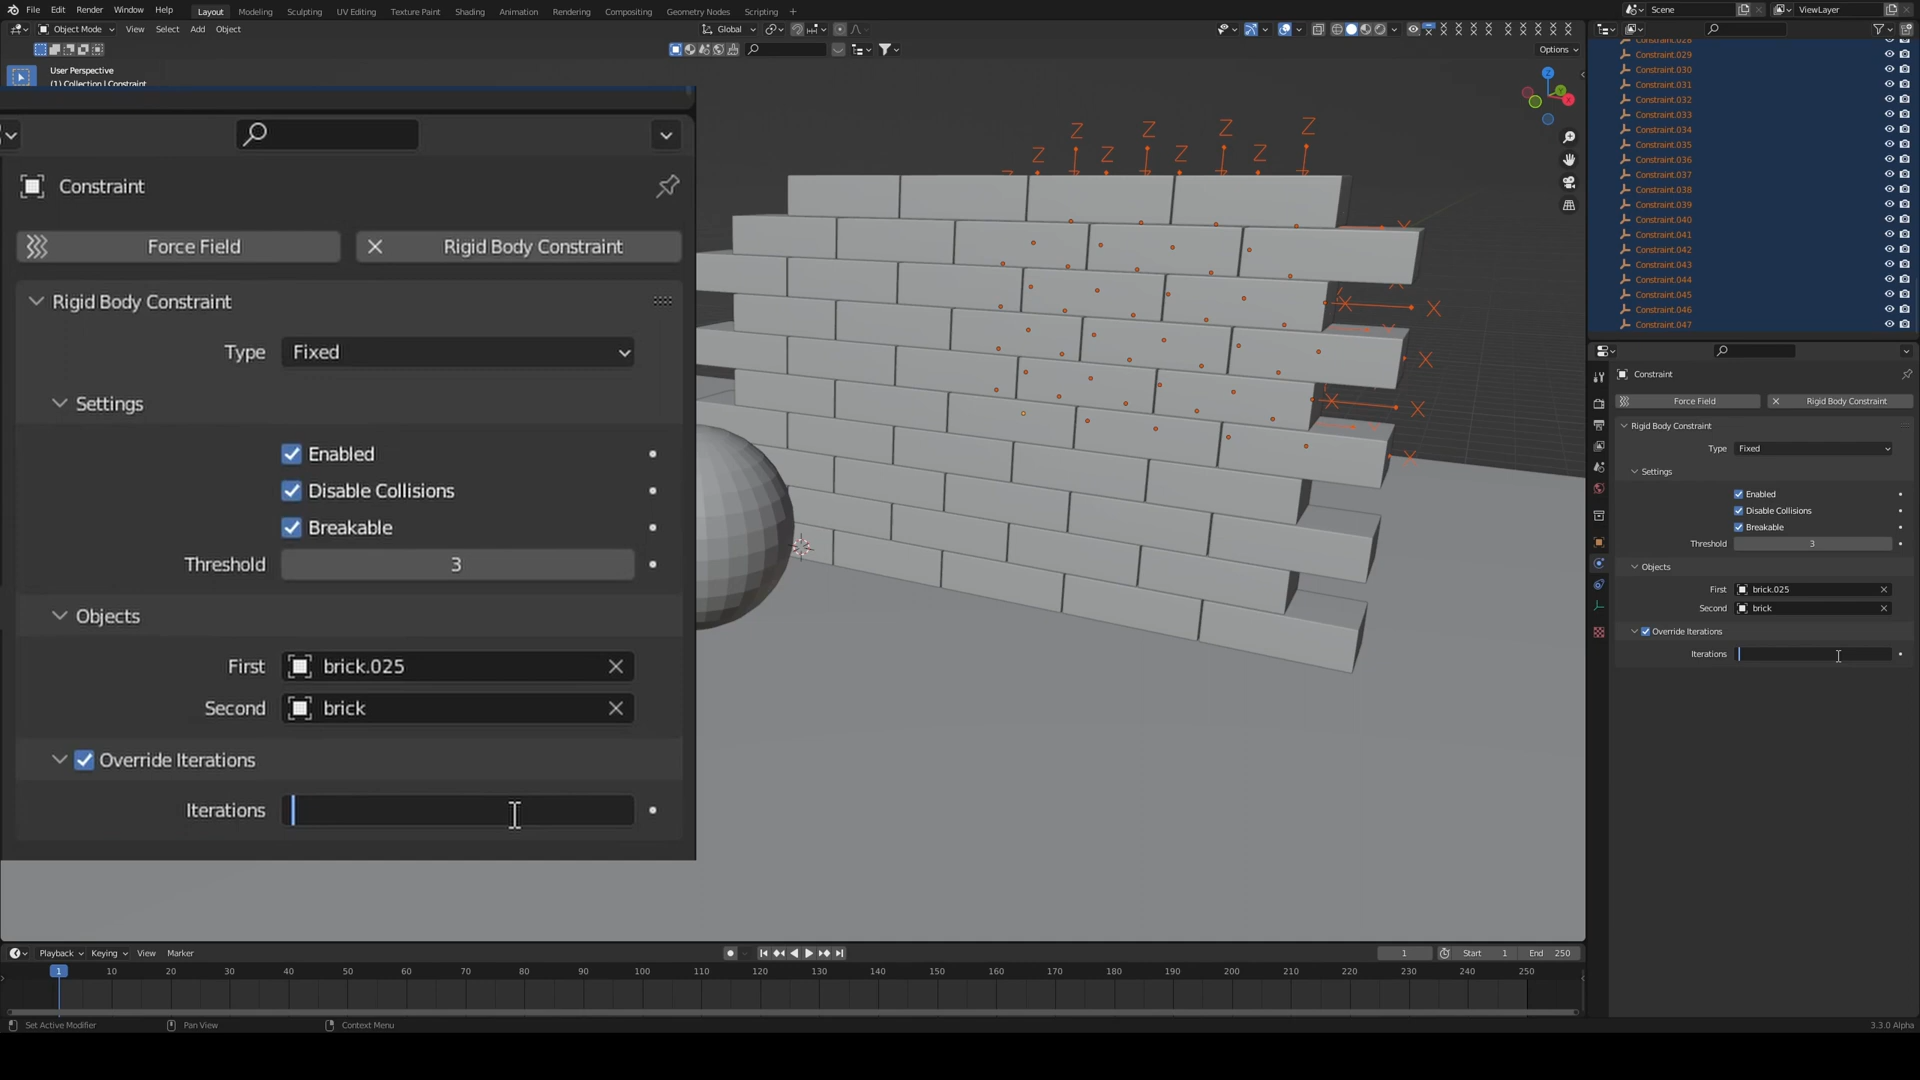 File Edit Render Window Help Layout Modeling Sculpting UV Editing Texture Paint Shading Animation Rendering Compositing Geometry Nodes Scripting + Scene ViewLayer
Object Mode View Select Add Object Global
Options
User Perspective
(1) Collection | Constraint
Constraint
Force Field Rigid Body Constraint
Rigid Body Constraint
Type Fixed
Settings
Enabled
Disable Collisions
Breakable
Threshold 3
Objects
First brick.025
Second brick
Override Iterations
Iterations
Z Z Z Z
Z Z Z Z
X
X X
X
X X
X
Constraint.028
Constraint.029
Constraint.030
Constraint.031
Constraint.032
Constraint.033
Constraint.034
Constraint.035
Constraint.036
Constraint.037
Constraint.038
Constraint.039
Constraint.040
Constraint.041
Constraint.042
Constraint.043
Constraint.044
Constraint.045
Constraint.046
Constraint.047
Constraint
Force Field Rigid Body Constraint
Rigid Body Constraint
Type Fixed
Settings
Enabled
Disable Collisions
Breakable
Threshold 3
Objects
First brick.025
Second brick
Override Iterations
Iterations
Playback Keying View Marker 1 Start 1 End 250
1 10 20 30 40 50 60 70 80 90 100 110 120 130 140 150 160 170 180 190 200 210 220 230 240 250
Set Active Modifier Pan View Context Menu 3.3.0 Alpha